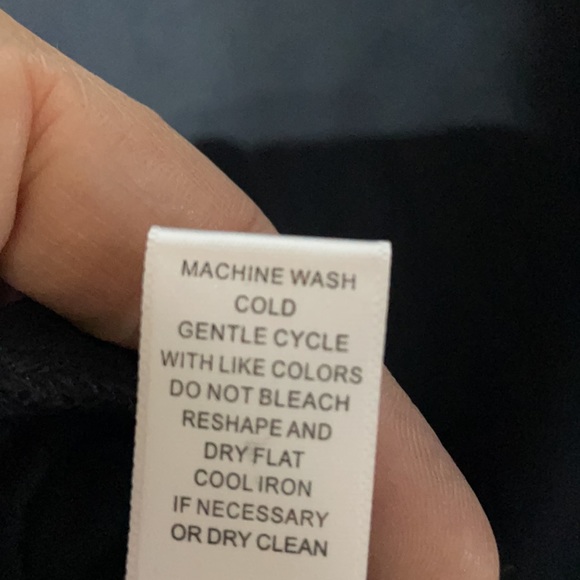 MACHINE WASH
COLD
GENTLE CYCLE
WITH LIKE COLORS
DO NOT BLEACH
RESHAPE AND
DRY FLAT
COOL IRON
IF NECESSARY
OR DRY CLEAN